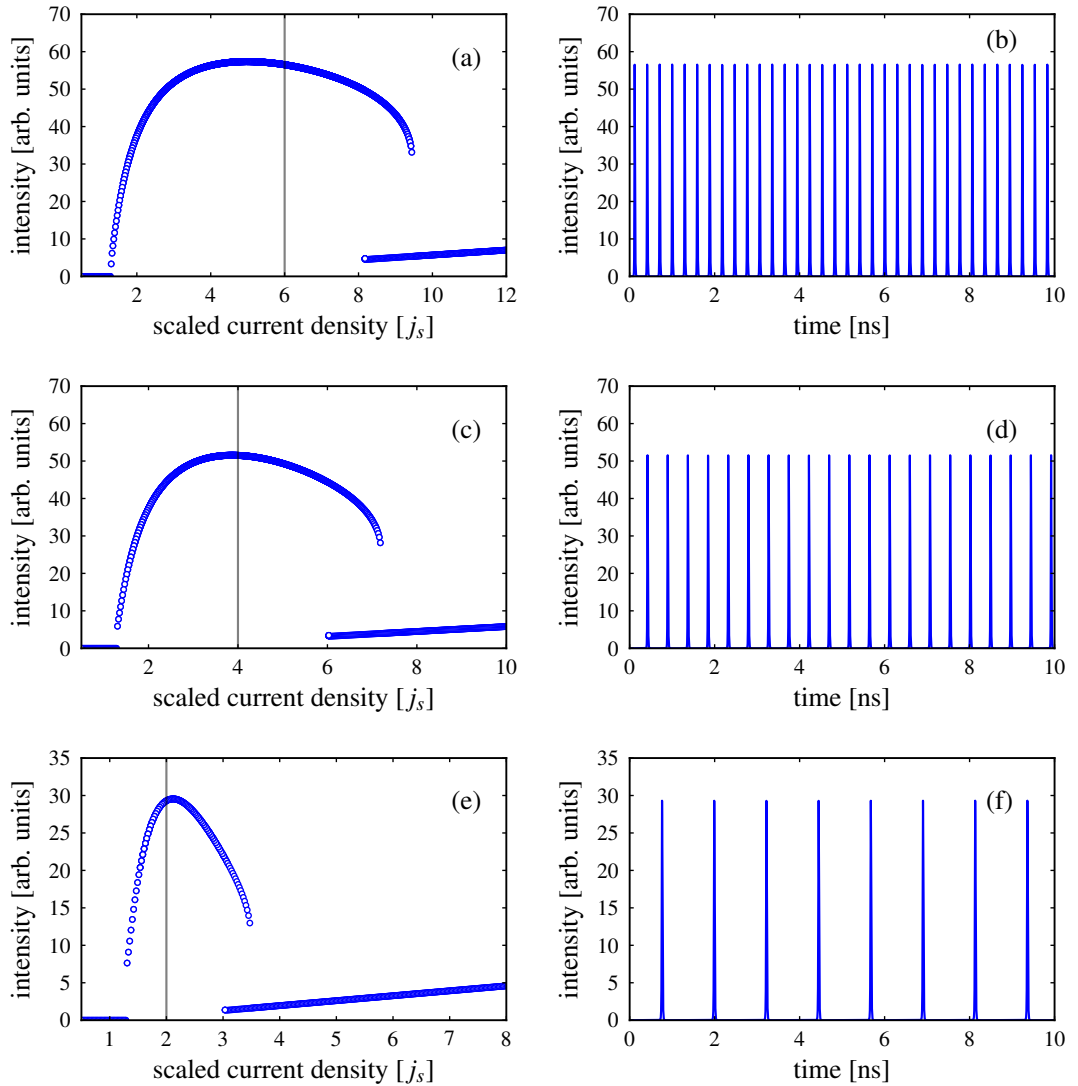 intensity [arb. units]
70
60
50
40
30
20
10
0
(a)
2 4 6 8 10 12
scaled current density [js]
intensity [arb. units]
70
60
50
40
30
20
10
0
(b)
0 2 4 6 8 10
time [ns]
intensity [arb. units]
70
60
50
40
30
20
10
0
(c)
2 4 6 8 10
scaled current density [js]
intensity [arb. units]
70
60
50
40
30
20
10
0
(d)
0 2 4 6 8 10
time [ns]
intensity [arb. units]
35
30
25
20
15
10
5
0
(e)
1 2 3 4 5 6 7 8
scaled current density [js]
intensity [arb. units]
35
30
25
20
15
10
5
0
(f)
0 2 4 6 8 10
time [ns]